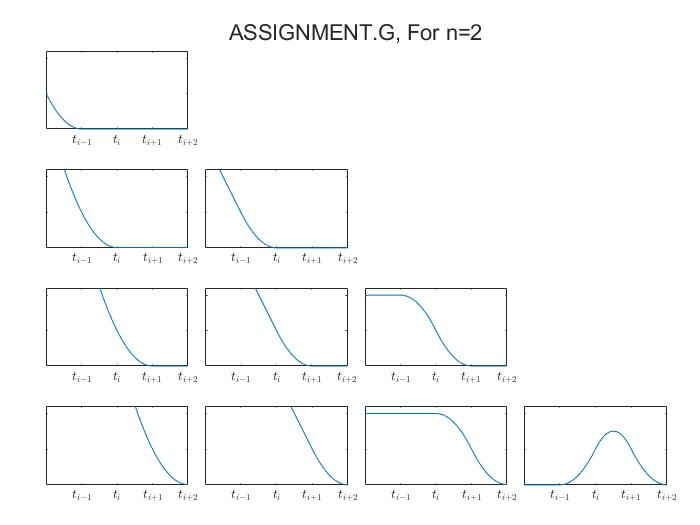 ASSIGNMENT.G, For n=2
t_{i-1} t_i t_{i+1} t_{i+2}
t_{i-1} t_i t_{i+1} t_{i+2} t_{i-1} t_i t_{i+1} t_{i+2}
t_{i-1} t_i t_{i+1} t_{i+2} t_{i-1} t_i t_{i+1} t_{i+2} t_{i-1} t_i t_{i+1} t_{i+2}
t_{i-1} t_i t_{i+1} t_{i+2} t_{i-1} t_i t_{i+1} t_{i+2} t_{i-1} t_i t_{i+1} t_{i+2} t_{i-1} t_i t_{i+1} t_{i+2}